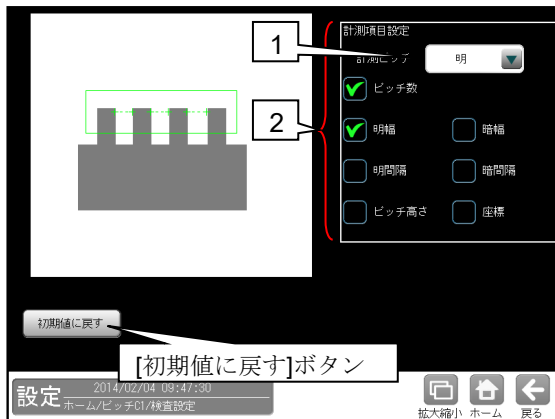 1
計測項目設定
計測ピッチ
明
ピッチ数
2
明幅
暗幅
明間隔
暗間隔
ピッチ高さ
座標
初期値に戻す
[初期値に戻す]ボタン
設定
2014/02/04 09:47:30
ホーム/ピッチC1/検査設定
拡大縮小
ホーム
戻る